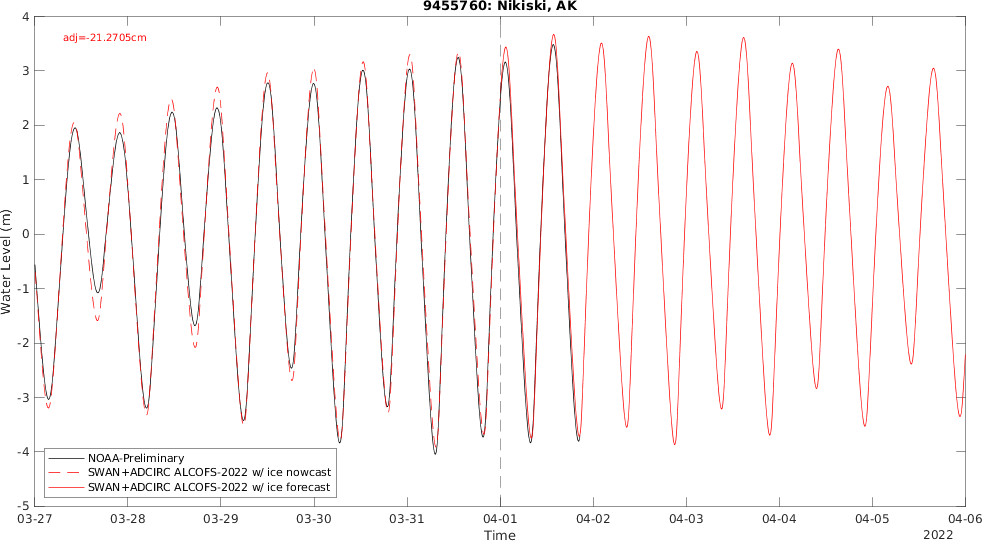 9455760: Nikiski, AK
adj=-21.2705cm
Water Level (m)
4
3
2
1
0
-1
-2
-3
-4
-5
NOAA-Preliminary
SWAN+ADCIRC ALCOFS-2022 w/ ice nowcast
SWAN+ADCIRC ALCOFS-2022 w/ ice forecast
03-27 03-28 03-29 03-30 03-31 04-01 04-02 04-03 04-04 04-05 04-06
Time
2022